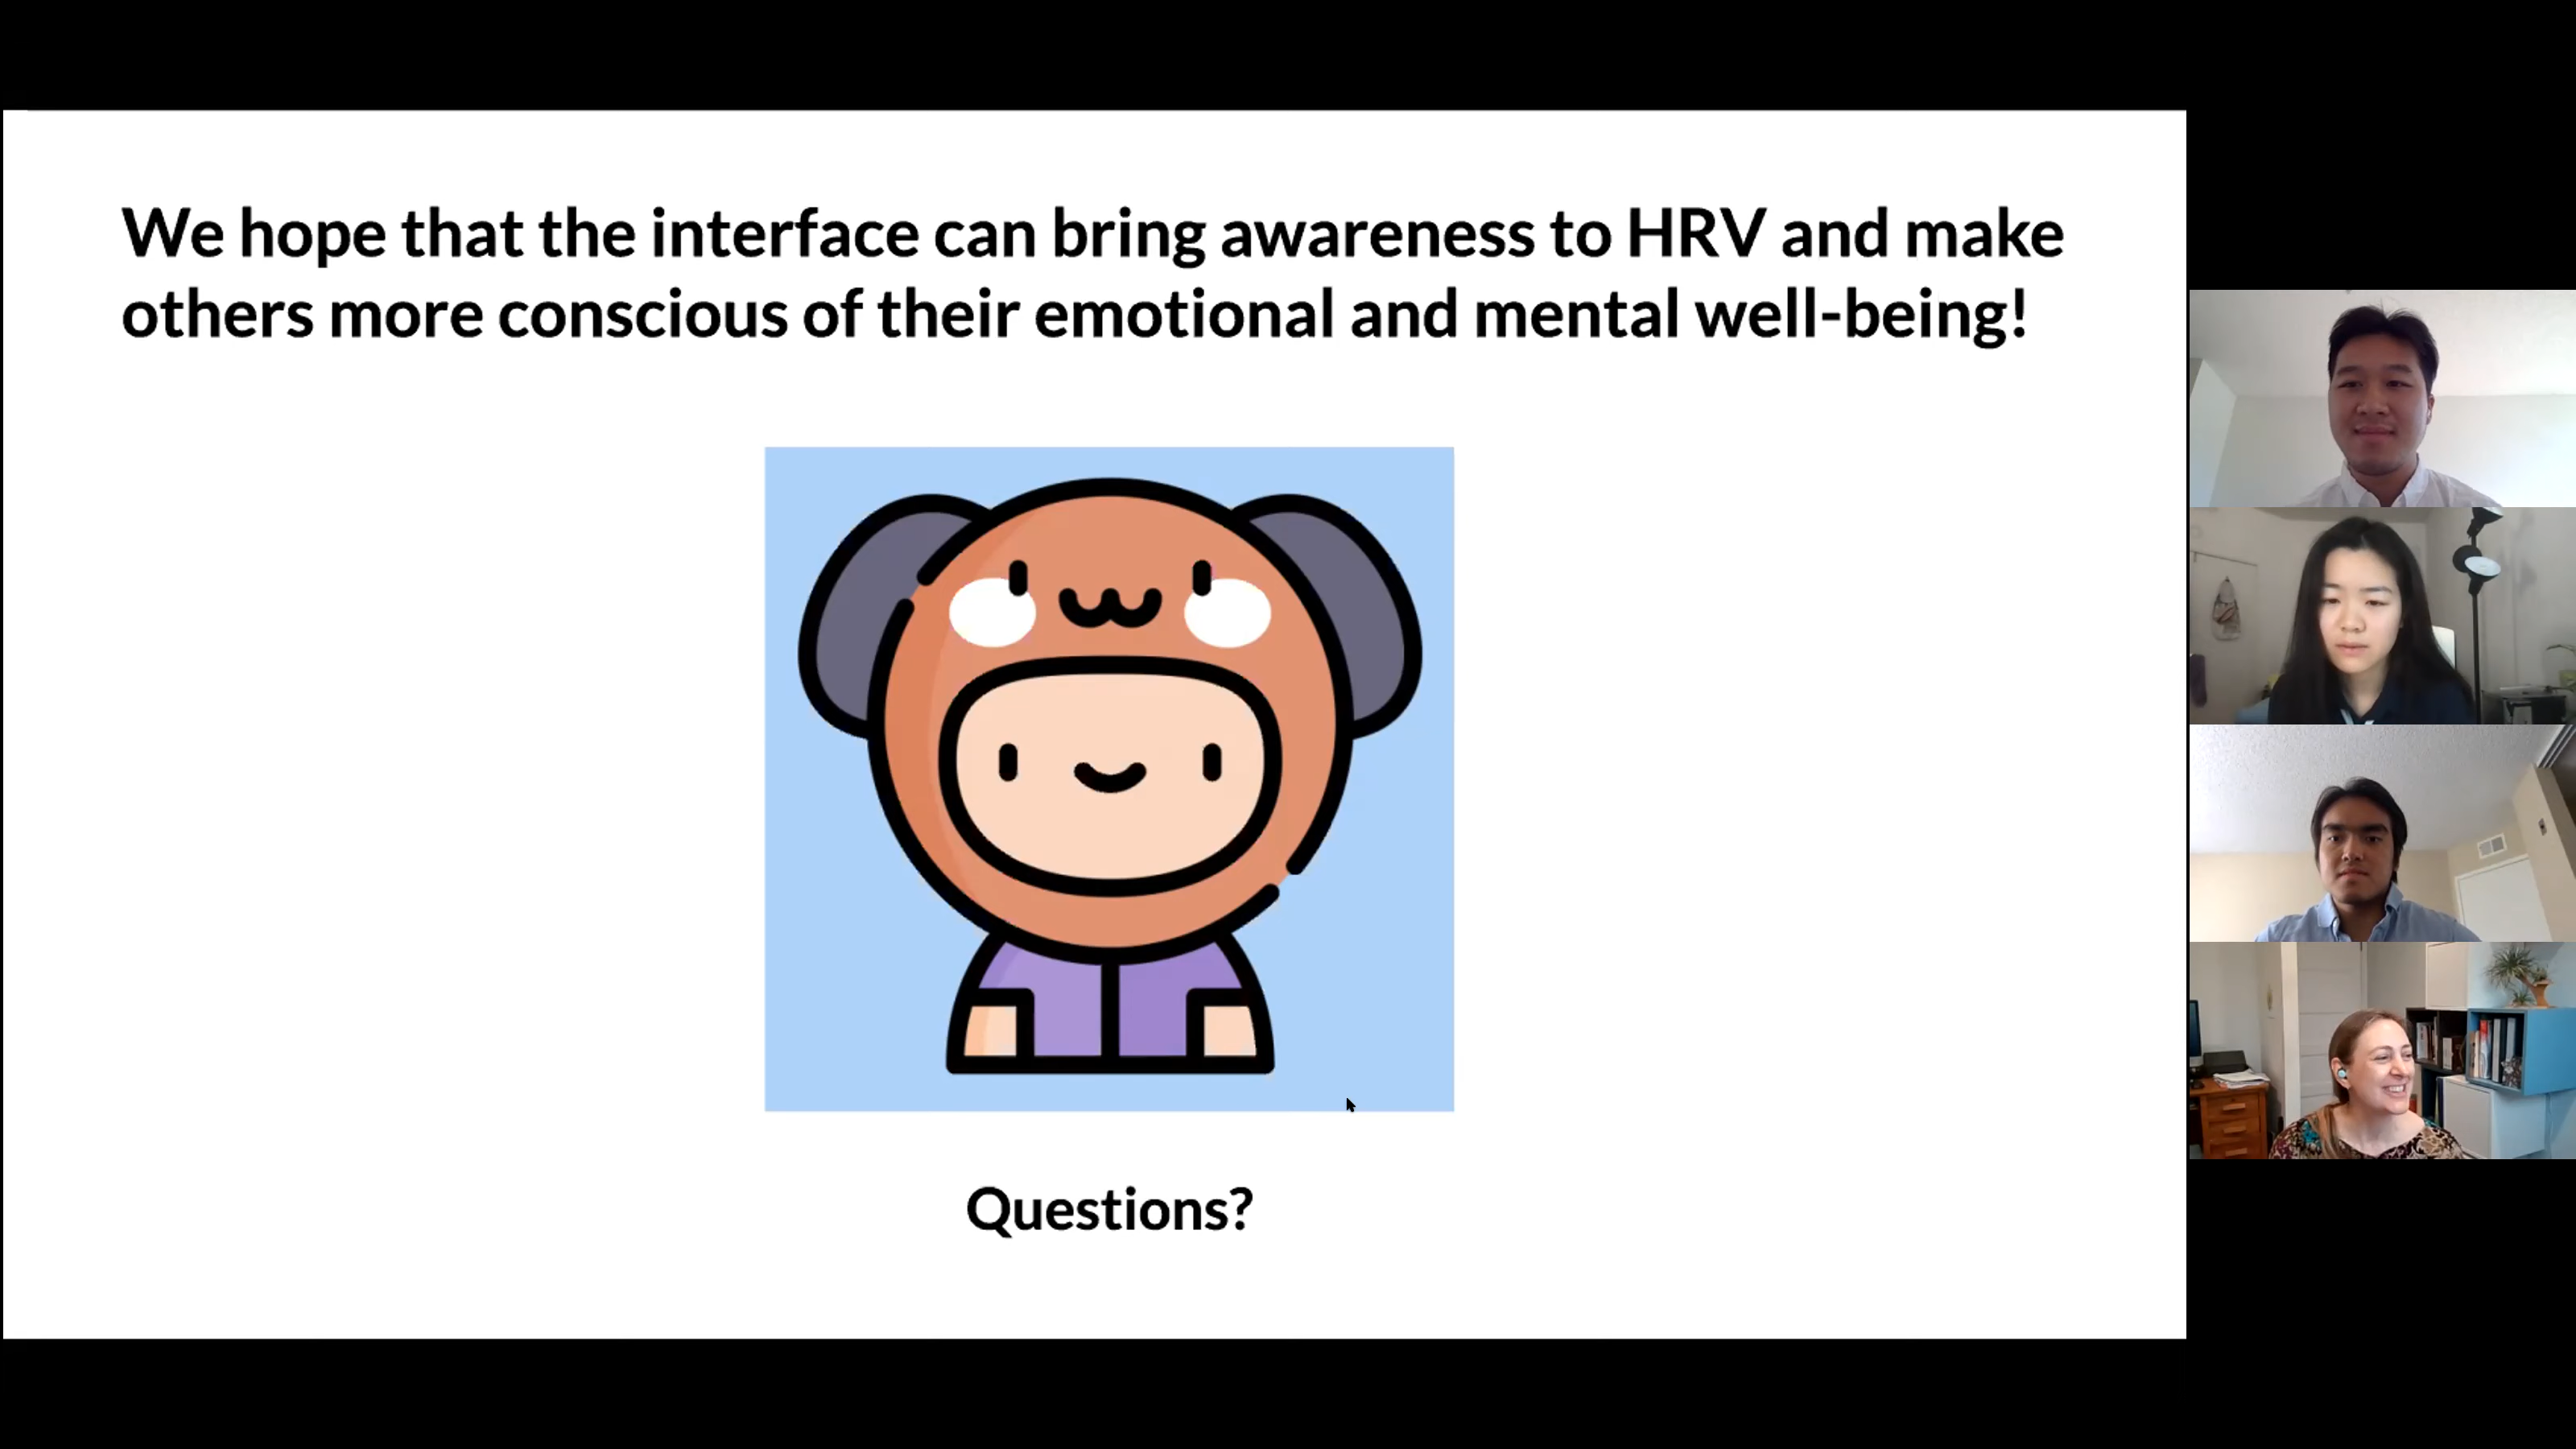 We hope that the interface can bring awareness to HRV and make
others more conscious of their emotional and mental well-being!
Questions?